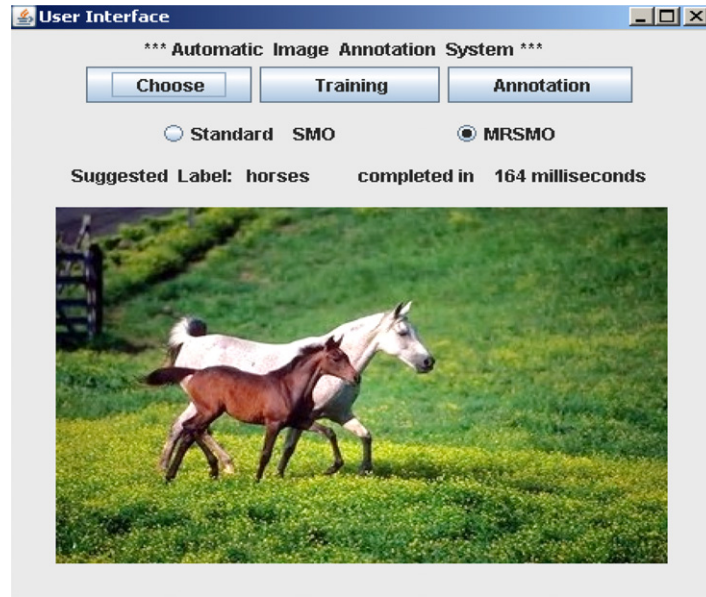 User Interface
*** Automatic Image Annotation System ***
Choose Training Annotation
Standard SMO MRSMO
Suggested Label: horses completed in 164 milliseconds